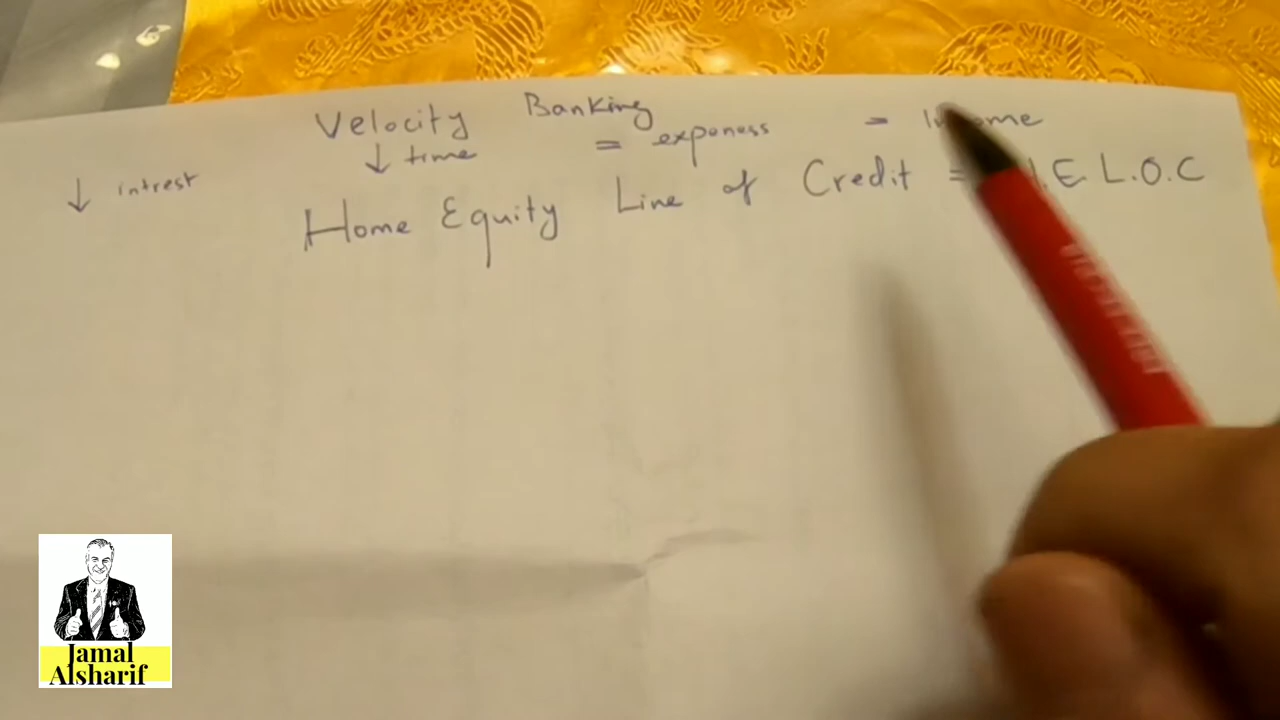 Velocity Banking
↓ time = exponess = Income
↓ intrest
Home Equity Line of Credit = H.E.L.O.C
Jamal
Alsharif